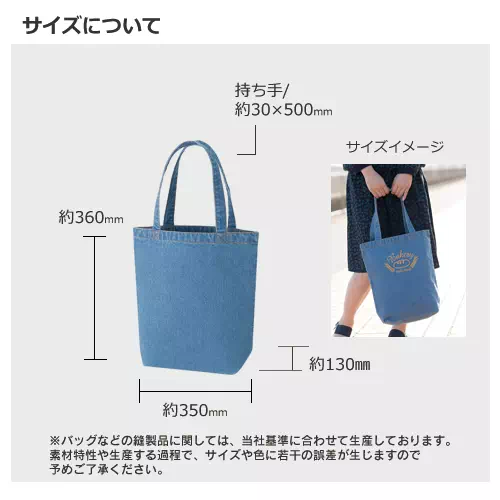 サイズについて
持ち手/
約30×500mm
サイズイメージ
約360mm
Bakery
約130㎜
約350mm
※バッグなどの縫製品に関しては、当社基準に合わせて生産しております。
素材特性や生産する過程で、サイズや色に若干の誤差が生じますので
予めご了承ください。